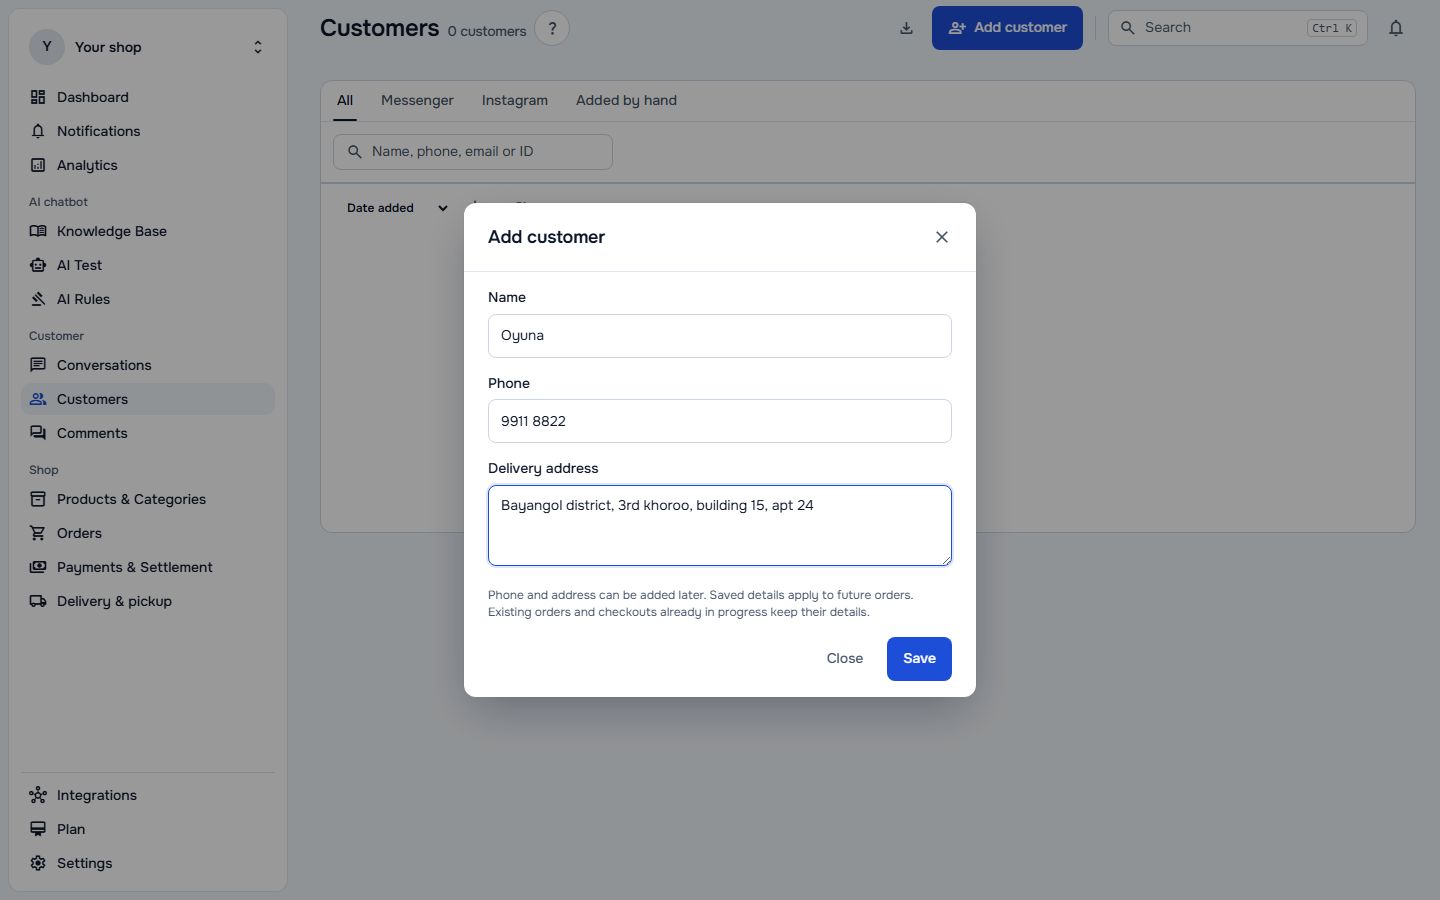 Y
Your shop
Dashboard
Notifications
Analytics
AI chatbot
Knowledge Base
AI Test
AI Rules
Customer
Conversations
Customers
Comments
Shop
Products & Categories
Orders
Payments & Settlement
Delivery & pickup
Integrations
Plan
Settings
Customers 0 customers ?
Add customer
Search Ctrl K
All Messenger Instagram Added by hand
Name, phone, email or ID
Date added
Add customer
Name
Oyuna
Phone
9911 8822
Delivery address
Bayangol district, 3rd khoroo, building 15, apt 24
Phone and address can be added later. Saved details apply to future orders.
Existing orders and checkouts already in progress keep their details.
Close Save